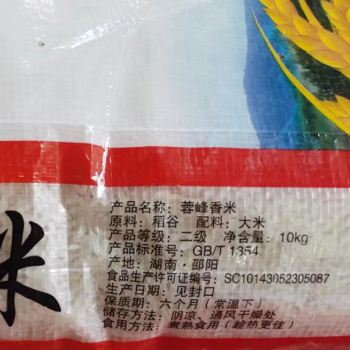 米
产品名称：蓉峰香米
原料：稻谷 配料：大米
产品等级：二级 净含量：10kg
产品标准号：GB/T 1354
产地：湖南·邵阳
食品生产许可证编号：SC10143052305087
生产日期：见封口
保质期：六个月（常温下）
储存方法：阴凉、通风干燥处
食用方法：煮熟食用（趁热更佳）